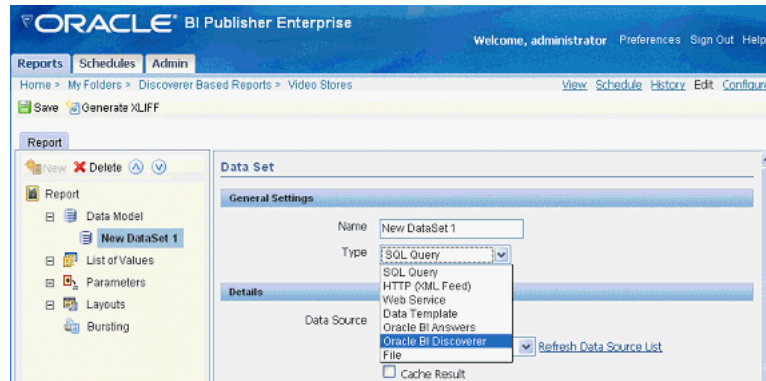 ORACLE BI Publisher Enterprise
Welcome, administrator Preferences Sign Out Help
Reports Schedules Admin
Home > My Folders > Discoverer Based Reports > Video Stores View Schedule History Edit Configure
Save Generate XLIFF
Report
New Delete
Data Set
Report
General Settings
Data Model
Name New DataSet 1
New DataSet 1
Type SQL Query
List of Values
SQL Query
HTTP (XML Feed)
Parameters
Details
Web Service
Layouts
Data Template
Data Source
Bursting
Oracle BI Answers
Oracle BI Discoverer
Refresh Data Source List
File
Cache Result